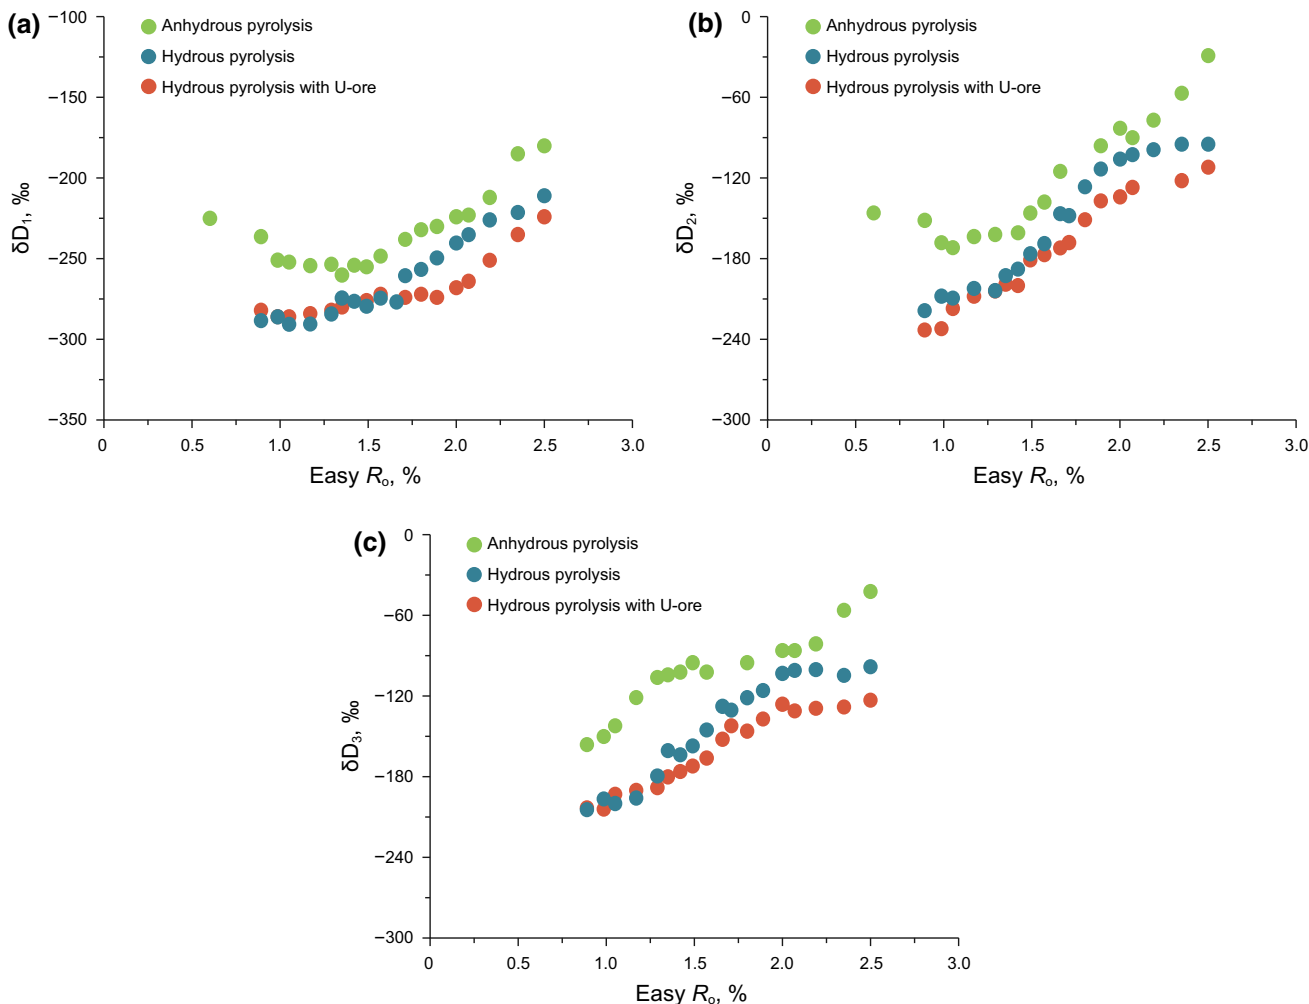 (a)
−100
−150
−200
−250
−300
−350
δD₁, ‰
Anhydrous pyrolysis
Hydrous pyrolysis
Hydrous pyrolysis with U-ore
0 0.5 1.0 1.5 2.0 2.5 3.0
Easy Rₒ, %
(b)
0
−60
−120
−180
−240
−300
δD₂, ‰
Anhydrous pyrolysis
Hydrous pyrolysis
Hydrous pyrolysis with U-ore
0 0.5 1.0 1.5 2.0 2.5 3.0
Easy Rₒ, %
(c)
0
−60
−120
−180
−240
−300
δD₃, ‰
Anhydrous pyrolysis
Hydrous pyrolysis
Hydrous pyrolysis with U-ore
0 0.5 1.0 1.5 2.0 2.5 3.0
Easy Rₒ, %